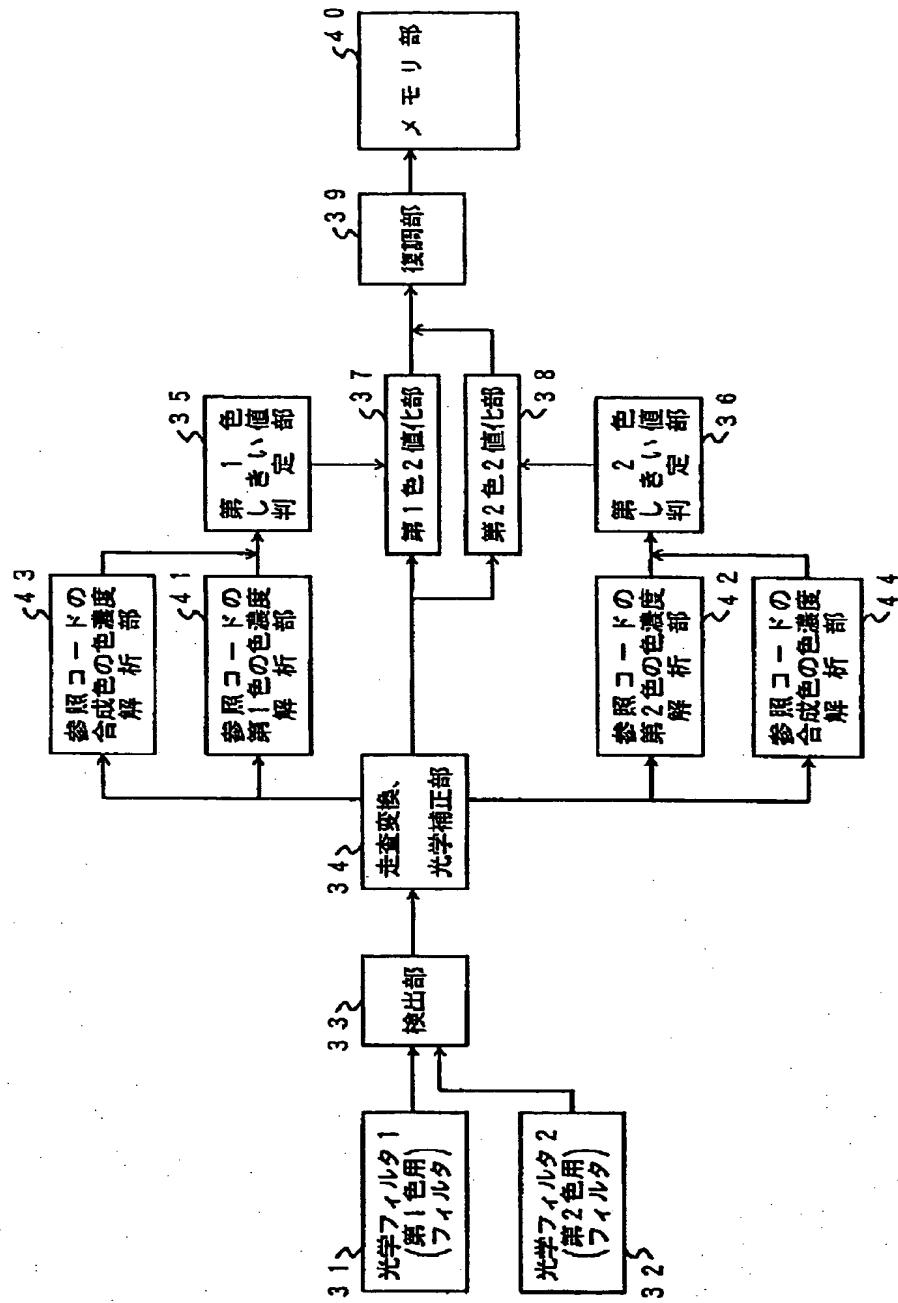 31
光学フィルタ1
(第1色用
フィルタ)
光学フィルタ2
(第2色用
フィルタ)
32
33
検出部
34
走査変換、
光学補正部
43
参照コードの
合成色の色濃度
解析部
41
参照コードの
第1色の色濃度
解析部
参照コードの
第2色の色濃度
解析部
42
参照コードの
合成色の色濃度
解析部
44
35
第1色
しきい値
判定部
37
第1色2値化部
第2色2値化部
38
第2色
しきい値
判定部
36
39
復調部
40
メモリ部